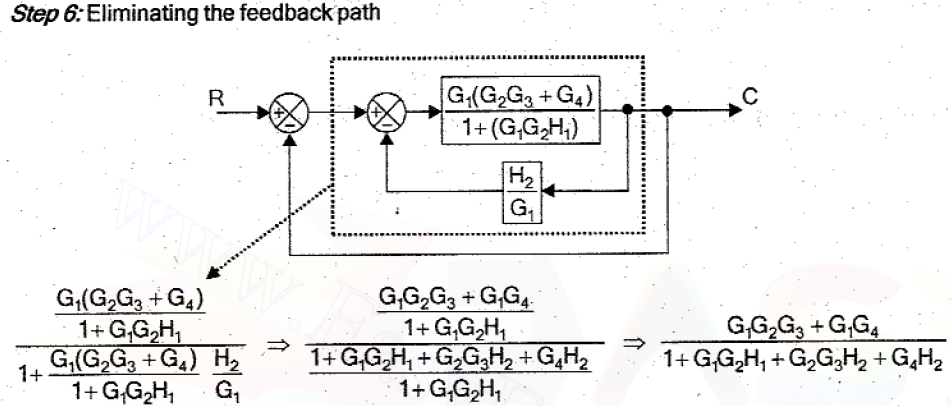 Step 6: Eliminating the feedback path
R
G₁(G₂G₃ + G₄)
1+ (G₁G₂H₁)
C
H₂
G₁
G₁(G₂G₃ + G₄)
1+ G₁G₂H₁
1+ G₁(G₂G₃ + G₄) H₂
1+ G₁G₂H₁ G₁
⇒
G₁G₂G₃ + G₁G₄
1+ G₁G₂H₁
1+ G₁G₂H₁ + G₂G₃H₂ + G₄H₂
1+ G₁G₂H₁
⇒
G₁G₂G₃ + G₁G₄
1+ G₁G₂H₁ + G₂G₃H₂ + G₄H₂